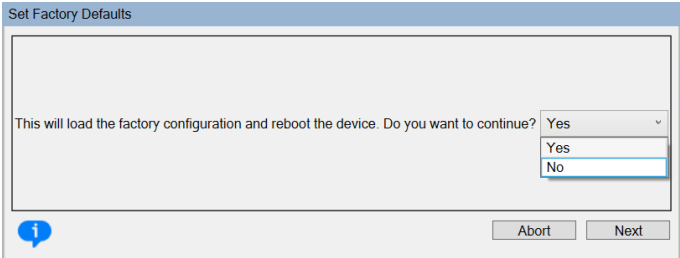 Set Factory Defaults
This will load the factory configuration and reboot the device. Do you want to continue? Yes
Yes
No
Abort Next